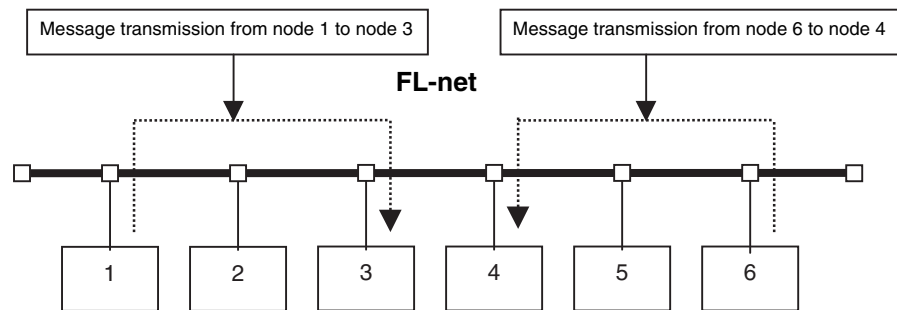 Message transmission from node 1 to node 3
Message transmission from node 6 to node 4
FL-net
1
2
3
4
5
6